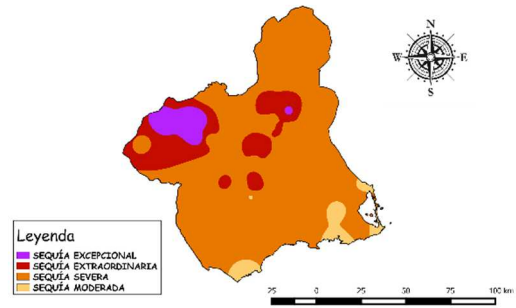 N
W E
S
Leyenda
SEQUÍA EXCEPCIONAL
SEQUÍA EXTRAORDINARIA
SEQUÍA SEVERA
SEQUÍA MODERADA
25 0 25 50 75 100 km